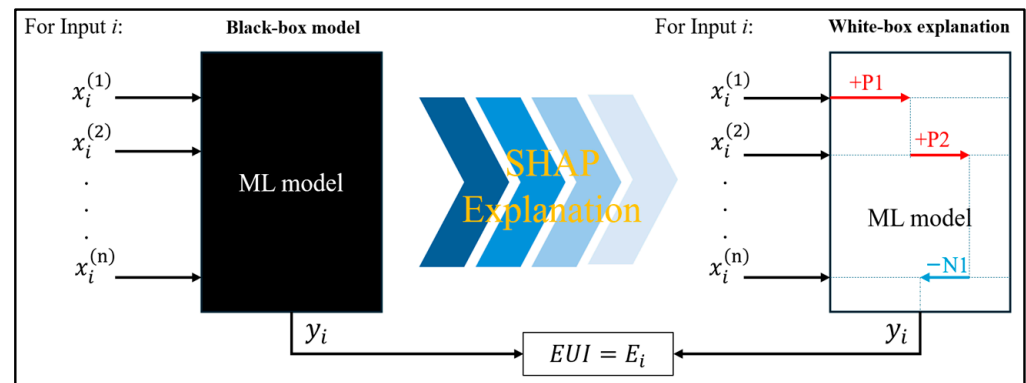 For Input i:
Black-box model
x_i^(1)
x_i^(2)
.
.
.
x_i^(n)
ML model
y_i
SHAP
Explanation
For Input i:
White-box explanation
x_i^(1)
x_i^(2)
.
.
.
x_i^(n)
+P1
+P2
ML model
−N1
y_i
EUI = E_i